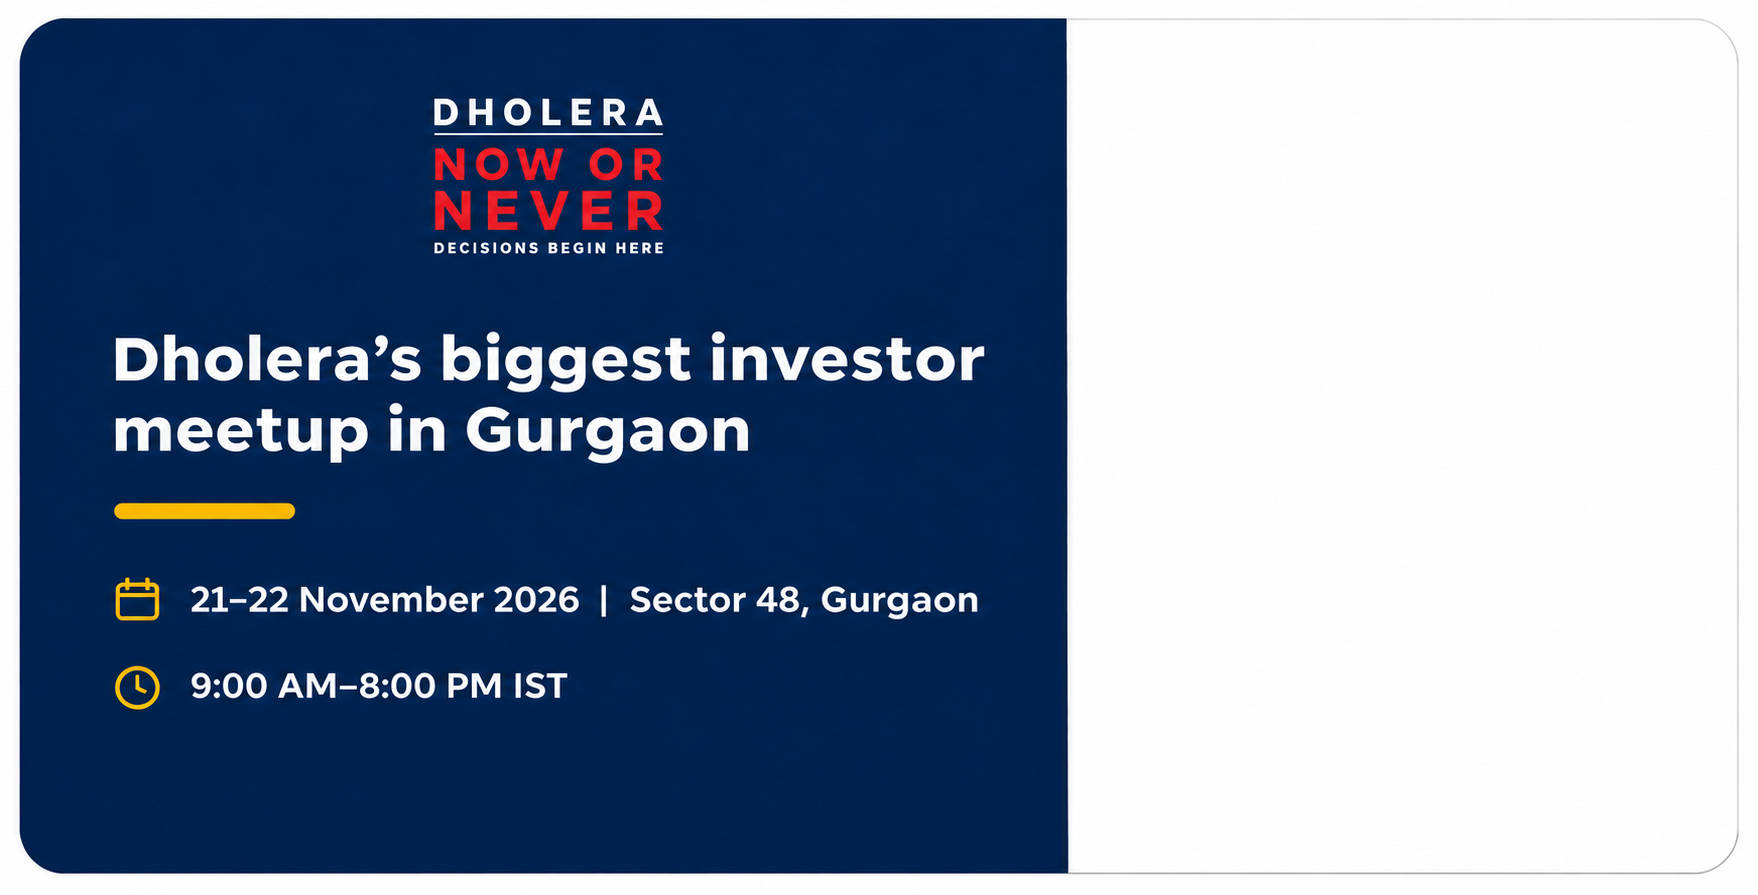 DHOLERA
NOW OR
NEVER
DECISIONS BEGIN HERE
Dholera’s biggest investor
meetup in Gurgaon
21–22 November 2026 | Sector 48, Gurgaon
9:00 AM–8:00 PM IST